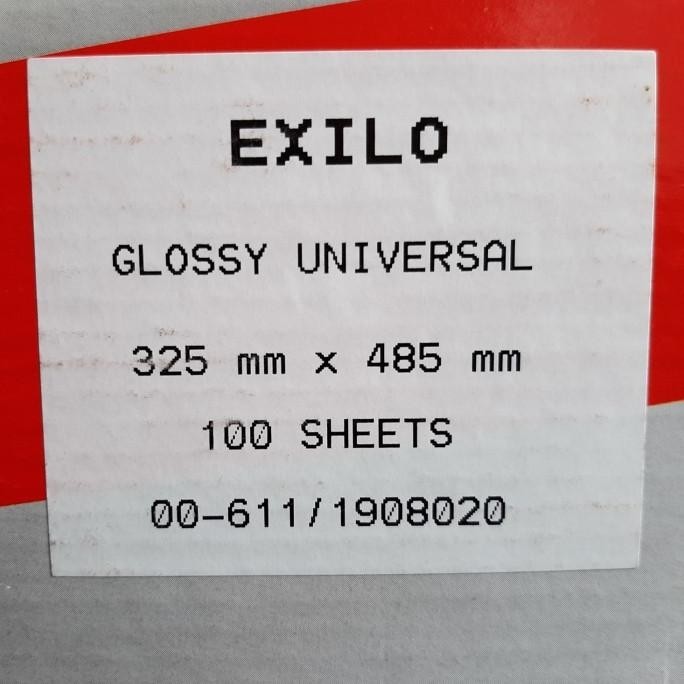 EXILO
GLOSSY UNIVERSAL
325 mm x 485 mm
100 SHEETS
00-611/1908020